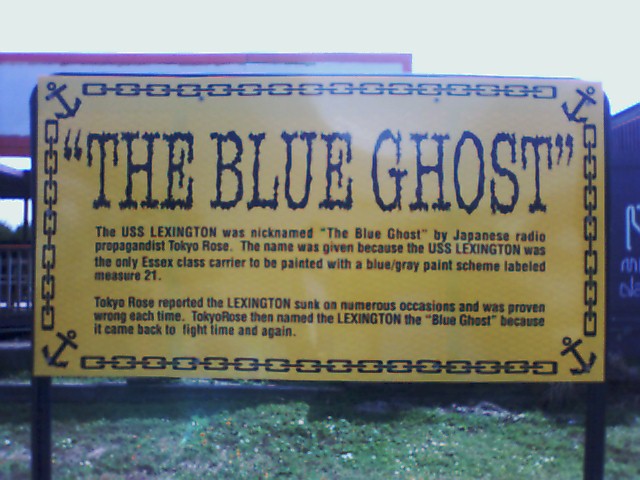 "THE BLUE GHOST"
The USS LEXINGTON was nicknamed "The Blue Ghost" by Japanese radio
propagandist Tokyo Rose. The name was given because the USS LEXINGTON was
the only Essex class carrier to be painted with a blue/gray paint scheme labeled
measure 21.
Tokyo Rose reported the LEXINGTON sunk on numerous occasions and was proven
wrong each time. TokyoRose then named the LEXINGTON the "Blue Ghost" because
it came back to fight time and again.